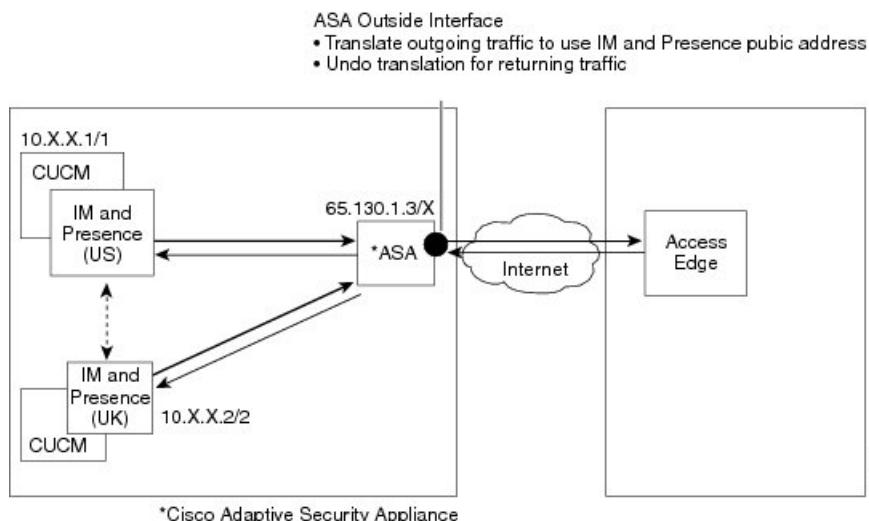 ASA Outside Interface
• Translate outgoing traffic to use IM and Presence pubic address
• Undo translation for returning traffic
10.X.X.1/1
CUCM
IM and
Presence
(US)
65.130.1.3/X
*ASA
Internet
Access
Edge
IM and
Presence
(UK)
10.X.X.2/2
CUCM
*Cisco Adaptive Security Appliance